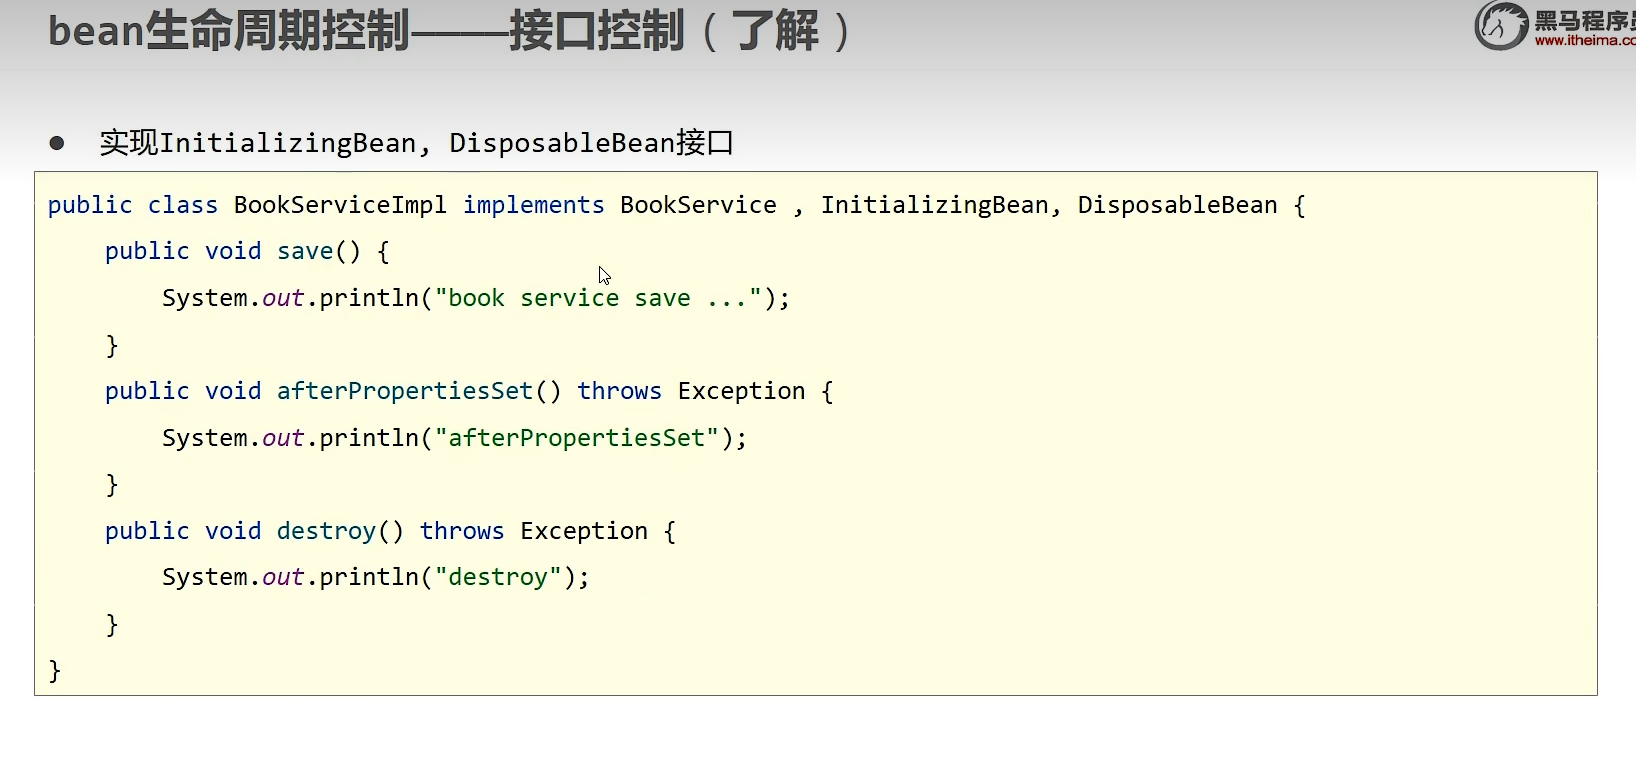 bean生命周期控制————接口控制（了解）
黑马程序员
www.itheima.co
● 实现InitializingBean, DisposableBean接口
public class BookServiceImpl implements BookService , InitializingBean, DisposableBean {
    public void save() {
        System.out.println("book service save ...");
    }
    public void afterPropertiesSet() throws Exception {
        System.out.println("afterPropertiesSet");
    }
    public void destroy() throws Exception {
        System.out.println("destroy");
    }
}